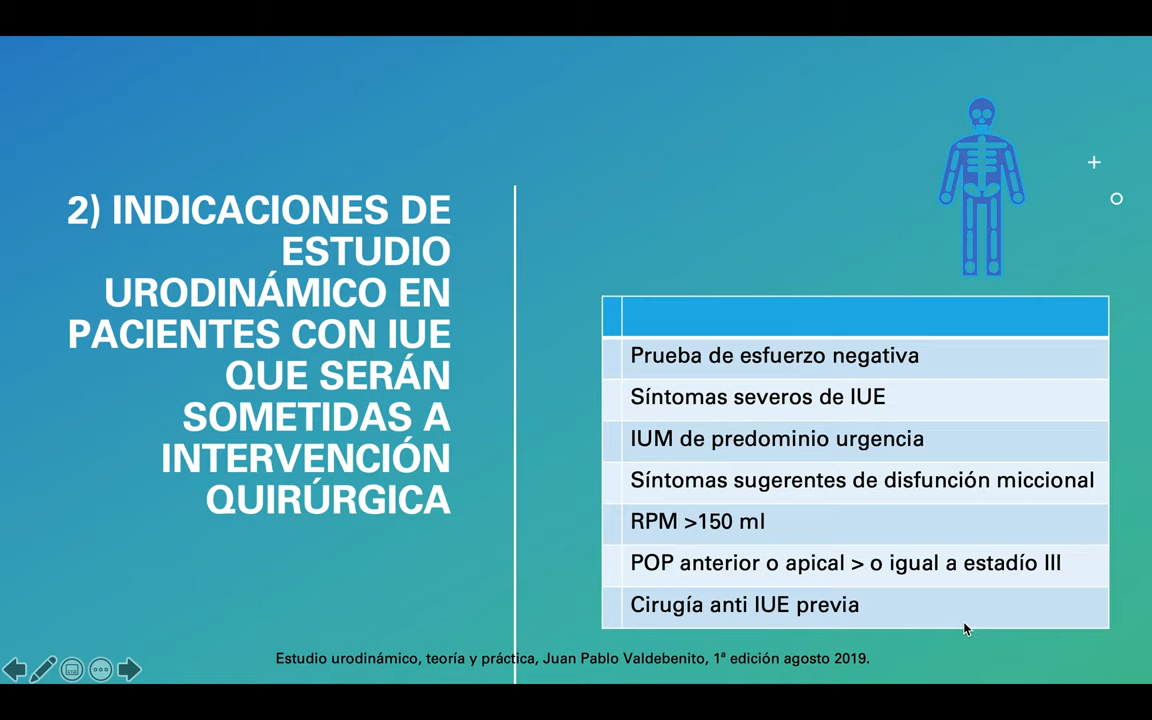 2) INDICACIONES DE
ESTUDIO
URODINÁMICO EN
PACIENTES CON IUE
QUE SERÁN
SOMETIDAS A
INTERVENCIÓN
QUIRÚRGICA
Prueba de esfuerzo negativa
Síntomas severos de IUE
IUM de predominio urgencia
Síntomas sugerentes de disfunción miccional
RPM >150 ml
POP anterior o apical > o igual a estadío III
Cirugía anti IUE previa
Estudio urodinámico, teoría y práctica, Juan Pablo Valdebenito, 1ª edición agosto 2019.